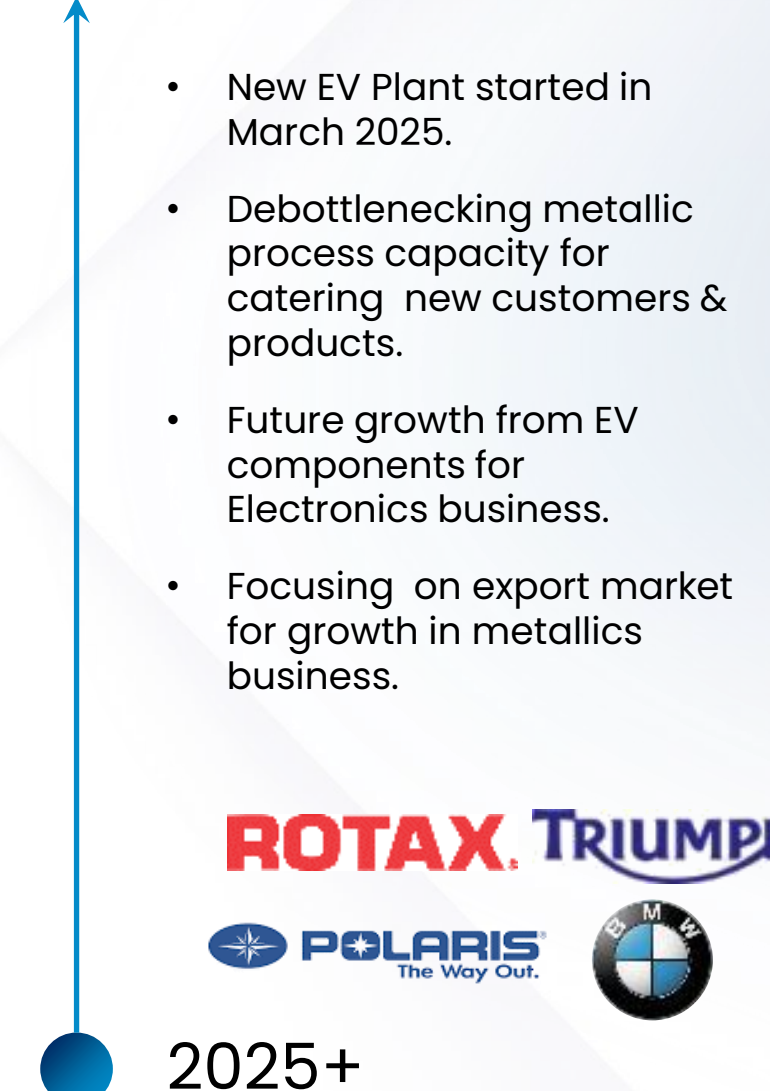 • New EV Plant started in
March 2025.
• Debottlenecking metallic
process capacity for
catering  new customers &
products.
• Future growth from EV
components for
Electronics business.
• Focusing  on export market
for growth in metallics
business.
ROTAX. TRIUMP
POLARIS®
The Way Out.
BMW
2025+